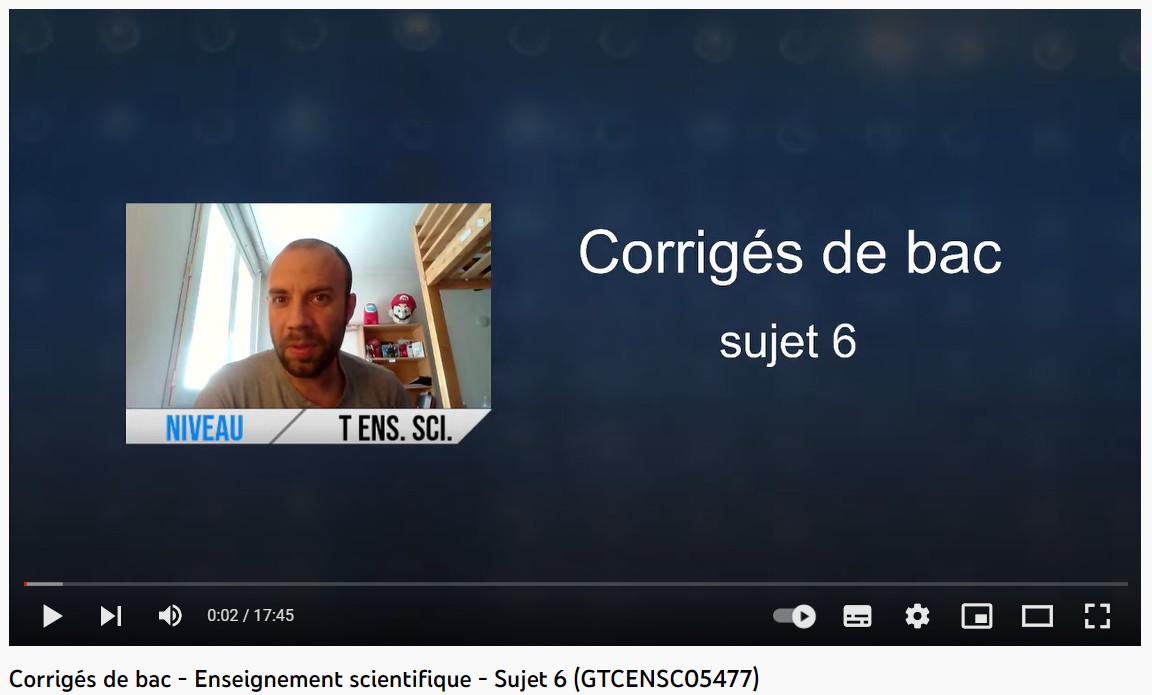 Corrigés de bac
sujet 6
NIVEAU
T ENS. SCI.
0:02 / 17:45
Corrigés de bac - Enseignement scientifique - Sujet 6 (GTCENSC05477)